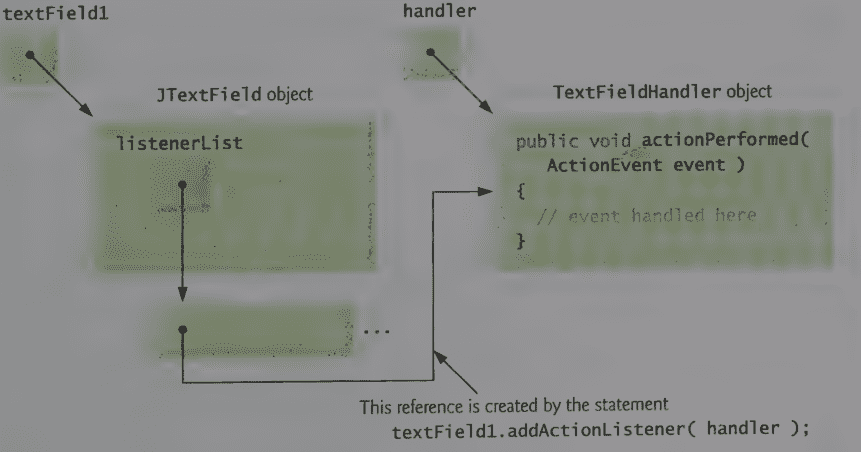 textField1
handler
JTextField object
TextFieldHandler object
listenerList
public void actionPerformed(
ActionEvent event )
{
// event handled here
}
...
This reference is created by the statement
textField1.addActionListener( handler );